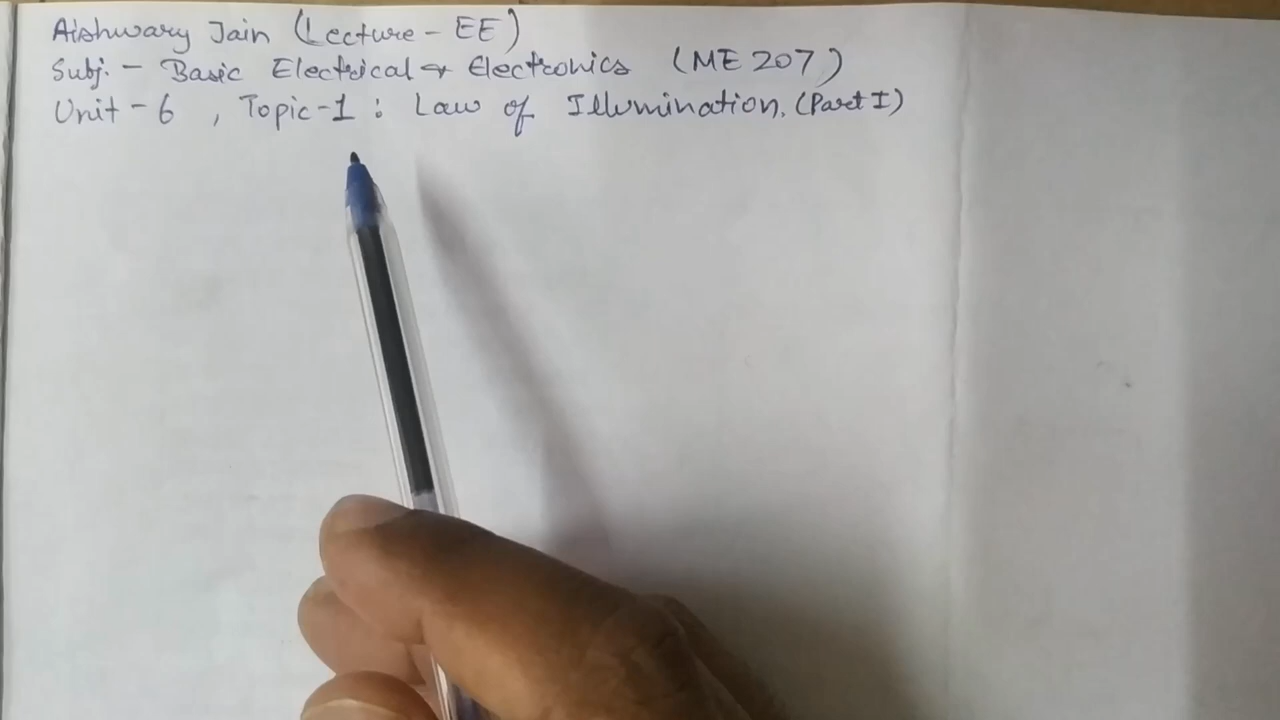 Aishwary Jain (Lecture - EE)
Subj. - Basic Electrical & Electronics (ME 207)
Unit - 6 , Topic-1 : Law of Illumination. (Part I)